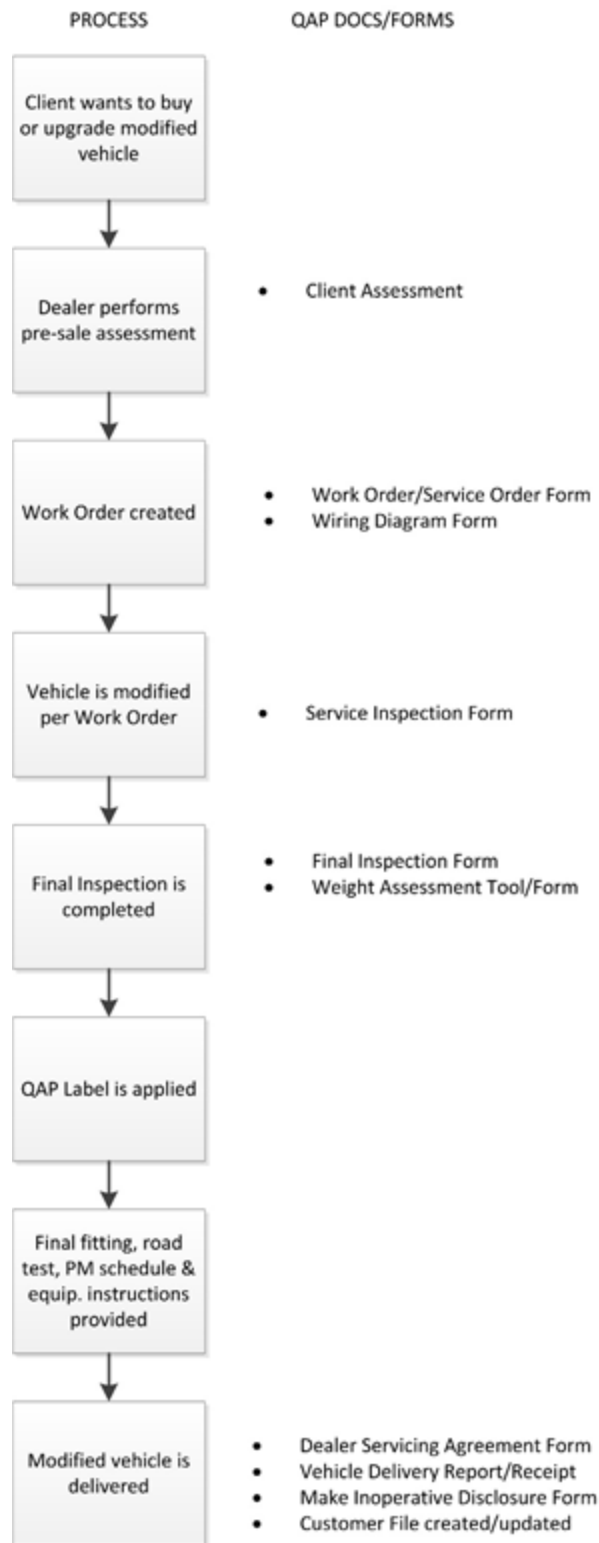 PROCESS
QAP DOCS/FORMS
Client wants to buy
or upgrade modified
vehicle
Dealer performs
pre-sale assessment
• Client Assessment
Work Order created
• Work Order/Service Order Form
• Wiring Diagram Form
Vehicle is modified
per Work Order
• Service Inspection Form
Final Inspection is
completed
• Final Inspection Form
• Weight Assessment Tool/Form
QAP Label is applied
Final fitting, road
test, PM schedule &
equip. instructions
provided
Modified vehicle is
delivered
• Dealer Servicing Agreement Form
• Vehicle Delivery Report/Receipt
• Make Inoperative Disclosure Form
• Customer File created/updated